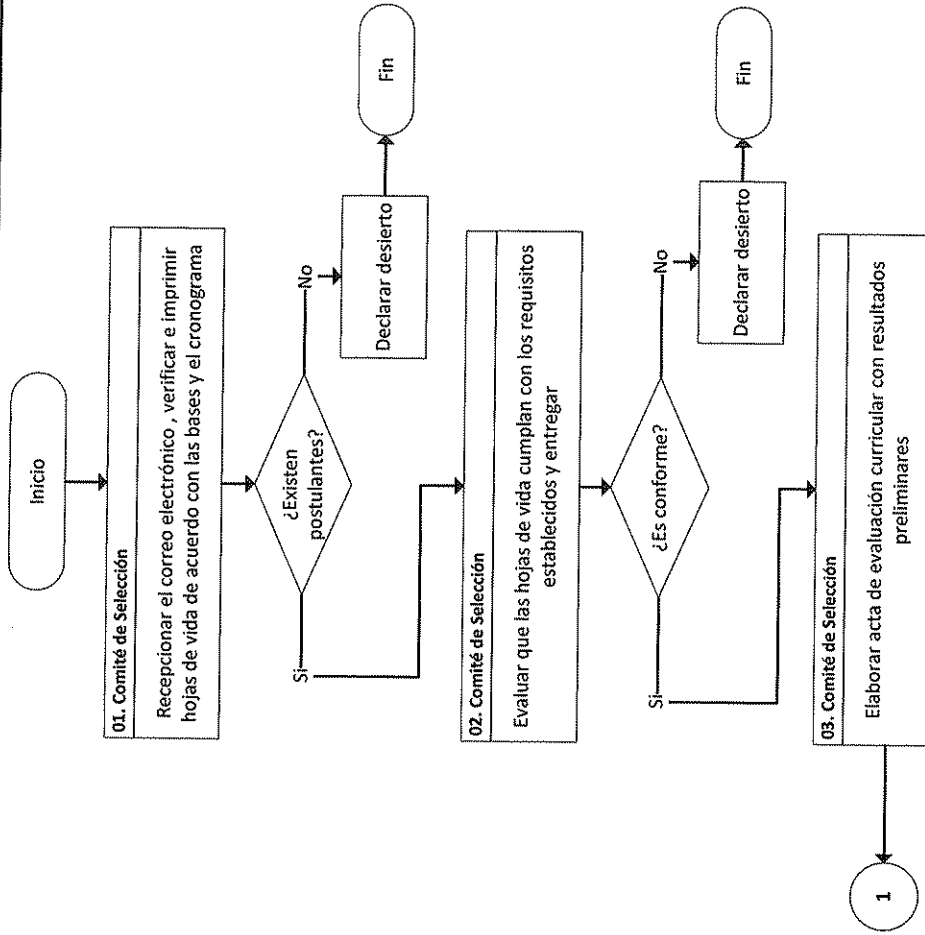 Inicio
01. Comité de Selección
Recepcionar el correo electrónico , verificar e imprimir
hojas de vida de acuerdo con las bases y el cronograma
¿Existen
postulantes?
No
Declarar desierto
Fin
Si
02. Comité de Selección
Evaluar que las hojas de vida cumplan con los requisitos
establecidos y entregar
¿Es conforme?
No
Declarar desierto
Fin
Si
03. Comité de Selección
Elaborar acta de evaluación curricular con resultados
preliminares
1